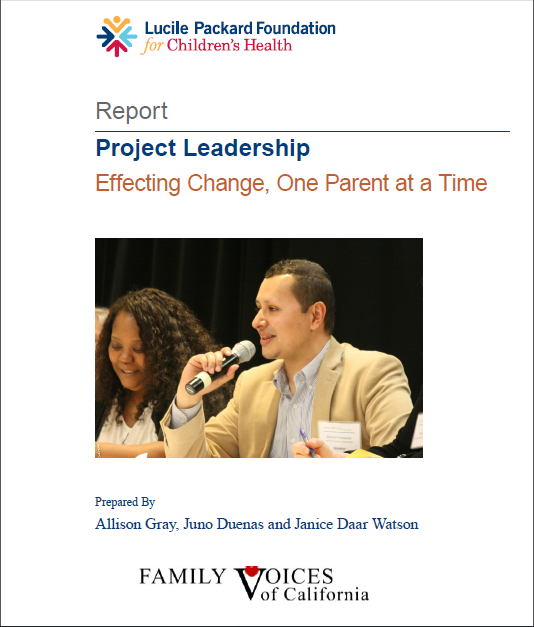 Lucile Packard Foundation
for Children's Health
Report
Project Leadership
Effecting Change, One Parent at a Time
Prepared By
Allison Gray, Juno Duenas and Janice Daar Watson
FAMILY VOICES
of California